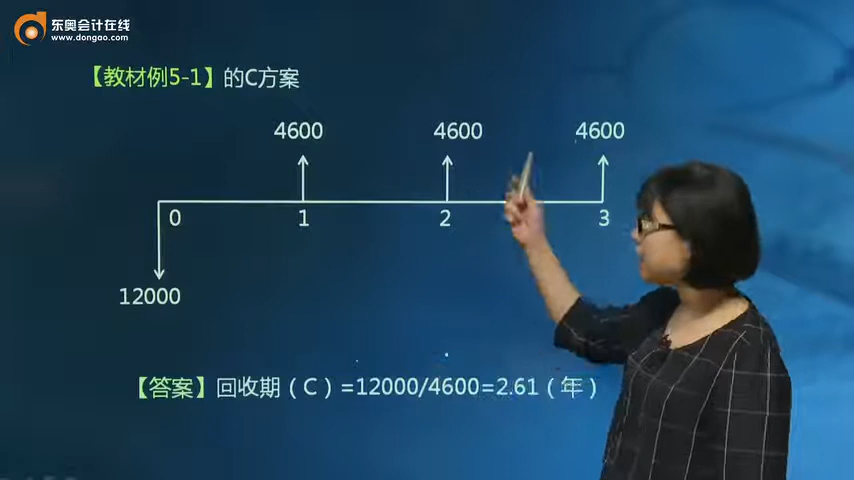 东奥会计在线
www.dongao.com
【教材例5-1】的C方案
4600 4600 4600
0 1 2 3
12000
【答案】回收期（C）=12000/4600=2.61（年）